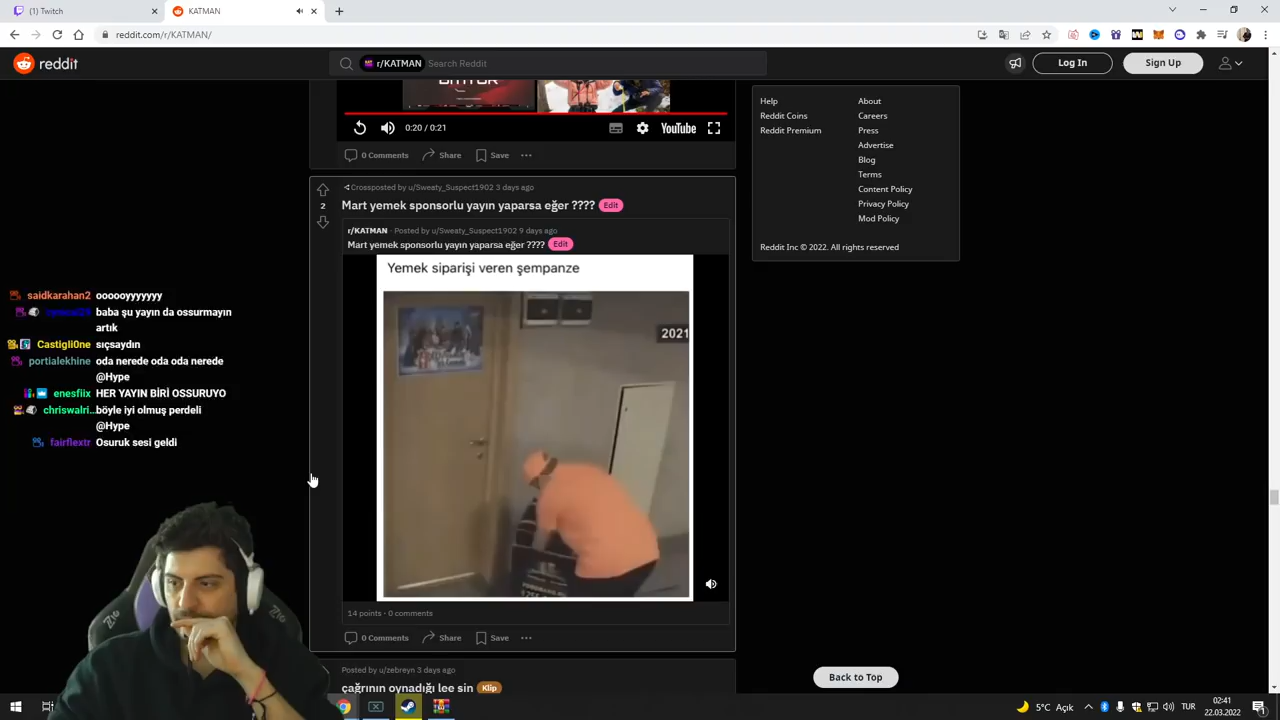 (1) Twitch
KATMAN
reddit.com/r/KATMAN/
reddit
r/KATMAN
Search Reddit
Log In
Sign Up
0:20 / 0:21
YouTube
0 Comments
Share
Save
Help
About
Reddit Coins
Careers
Reddit Premium
Press
Advertise
Blog
Terms
Content Policy
Privacy Policy
Mod Policy
Reddit Inc © 2022. All rights reserved
Crossposted by u/Sweaty_Suspect1902 3 days ago
2
Mart yemek sponsorlu yayın yaparsa eğer ????
Edit
r/KATMAN · Posted by u/Sweaty_Suspect1902 9 days ago
Mart yemek sponsorlu yayın yaparsa eğer ????
Edit
Yemek siparişi veren şempanze
2021
14 points · 0 comments
0 Comments
Share
Save
Posted by u/zebreyn 3 days ago
çağrının oynadığı lee sin
Klip
Back to Top
saidkarahan2 oooooyyyyyyy
baba şu yayın da ossurmayın
artık
Castigli0ne sıçsaydın
portialekhine oda nerede oda oda nerede
@Hype
enesfiix HER YAYIN BİRİ OSSURUYO
chriswalri... böyle iyi olmuş perdeli
@Hype
fairflextr Osuruk sesi geldi
5°C Açık
TUR
02:41
22.03.2022